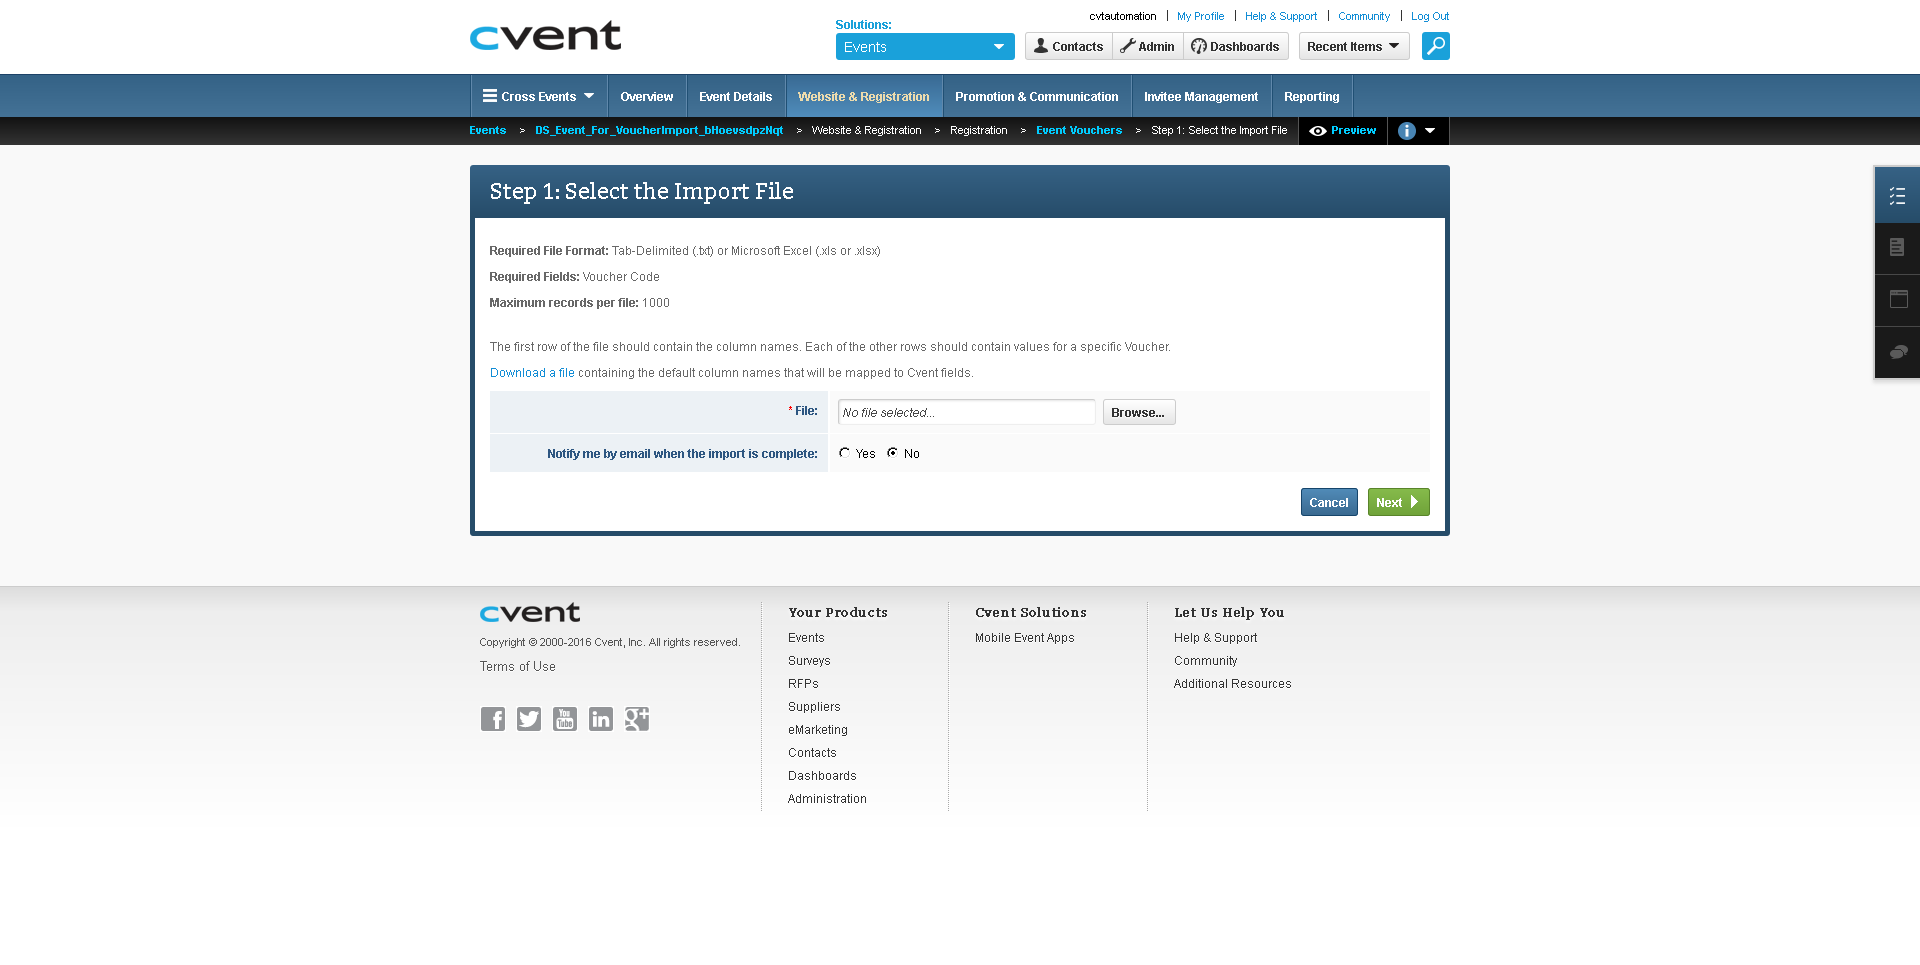 cvent
cvtautomation | My Profile | Help & Support | Community | Log Out
Solutions:
Events
Contacts
Admin
Dashboards
Recent Items
Cross Events
Overview
Event Details
Website & Registration
Promotion & Communication
Invitee Management
Reporting
Events > DS_Event_For_VoucherImport_bHoevsdpzNqt > Website & Registration > Registration > Event Vouchers > Step 1: Select the Import File
Preview
Step 1: Select the Import File
Required File Format: Tab-Delimited (.txt) or Microsoft Excel (.xls or .xlsx)
Required Fields: Voucher Code
Maximum records per file: 1000
The first row of the file should contain the column names. Each of the other rows should contain values for a specific Voucher.
Download a file containing the default column names that will be mapped to Cvent fields.
* File:
No file selected...
Browse...
Notify me by email when the import is complete:
Yes
No
Cancel
Next
cvent
Copyright © 2000-2016 Cvent, Inc. All rights reserved.
Terms of Use
Your Products
Events
Surveys
RFPs
Suppliers
eMarketing
Contacts
Dashboards
Administration
Cvent Solutions
Mobile Event Apps
Let Us Help You
Help & Support
Community
Additional Resources